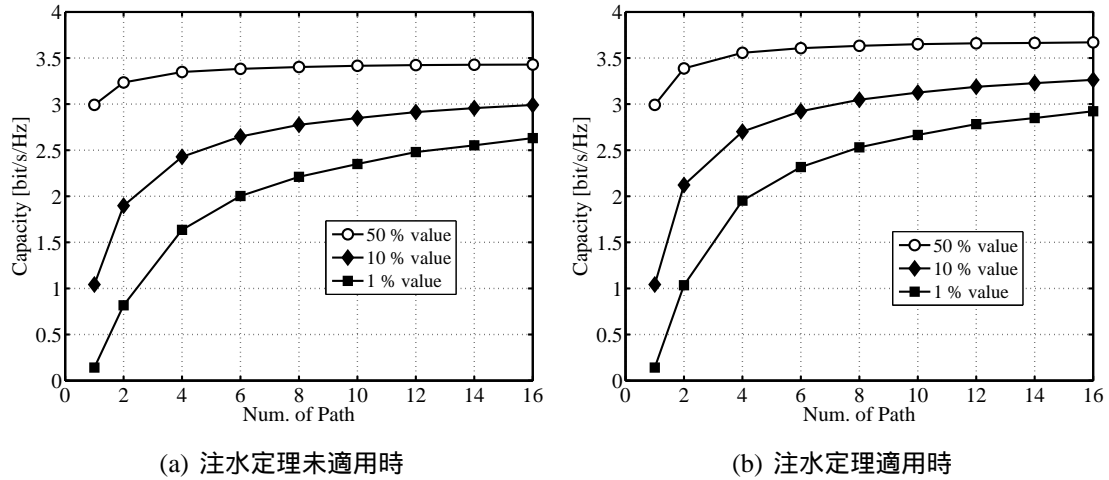 4
3.5
3
2.5
2
1.5
1
0.5
0
Capacity [bit/s/Hz]
50 % value
10 % value
1 % value
0 2 4 6 8 10 12 14 16
Num. of Path
(a) 注水定理未適用時
4
3.5
3
2.5
2
1.5
1
0.5
0
Capacity [bit/s/Hz]
50 % value
10 % value
1 % value
0 2 4 6 8 10 12 14 16
Num. of Path
(b) 注水定理適用時